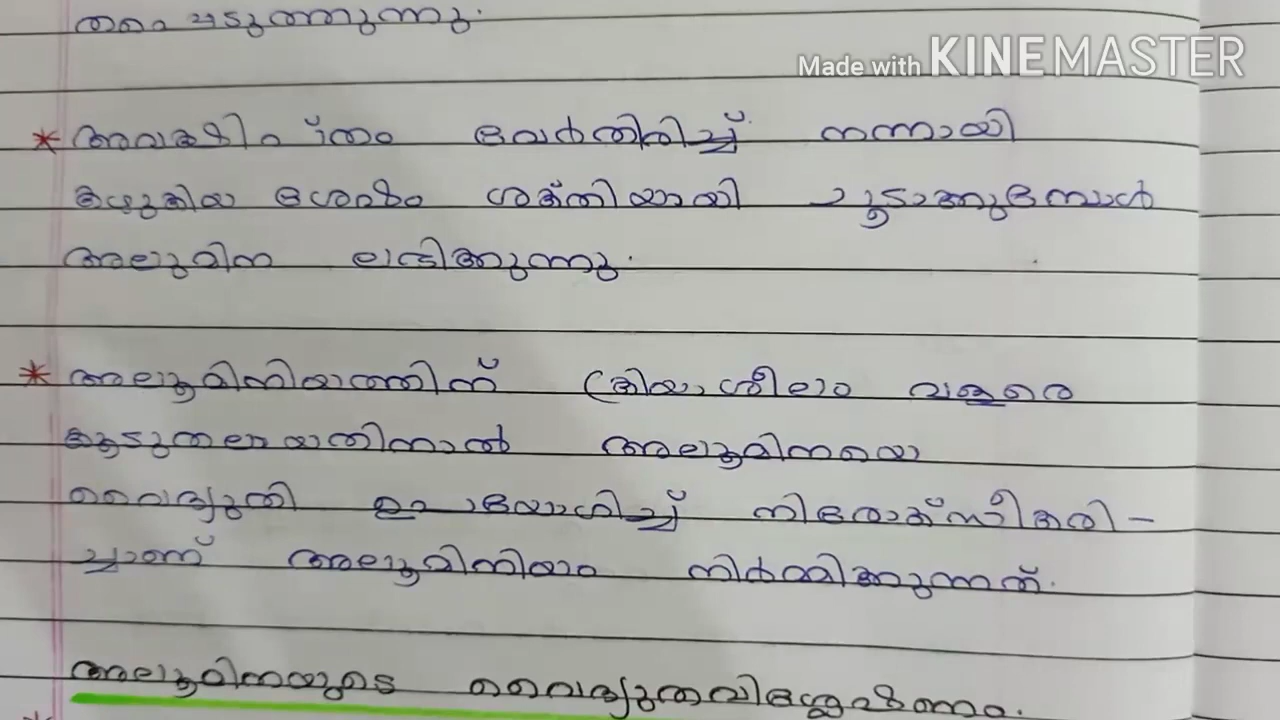 Made with KINEMASTER
* അവക്ഷിപ്തം വേർതിരിച്ച് നന്നായി
കഴുകിയ ശേഷം ശക്തിയായി ചൂടാക്കുമ്പോൾ
അലുമിന ലഭിക്കുന്നു.
* അലൂമിനിയത്തിന് ക്രിയാശീലം വളരെ
കൂടുതലായതിനാൽ അലൂമിനയെ
വൈദ്യുതി ഉപയോഗിച്ച് നിരോക്സീകരി-
ച്ചാണ് അലൂമിനിയം നിർമ്മിക്കുന്നത്.
അലൂമിനയുടെ വൈദ്യുതവിശ്ലേഷണം.